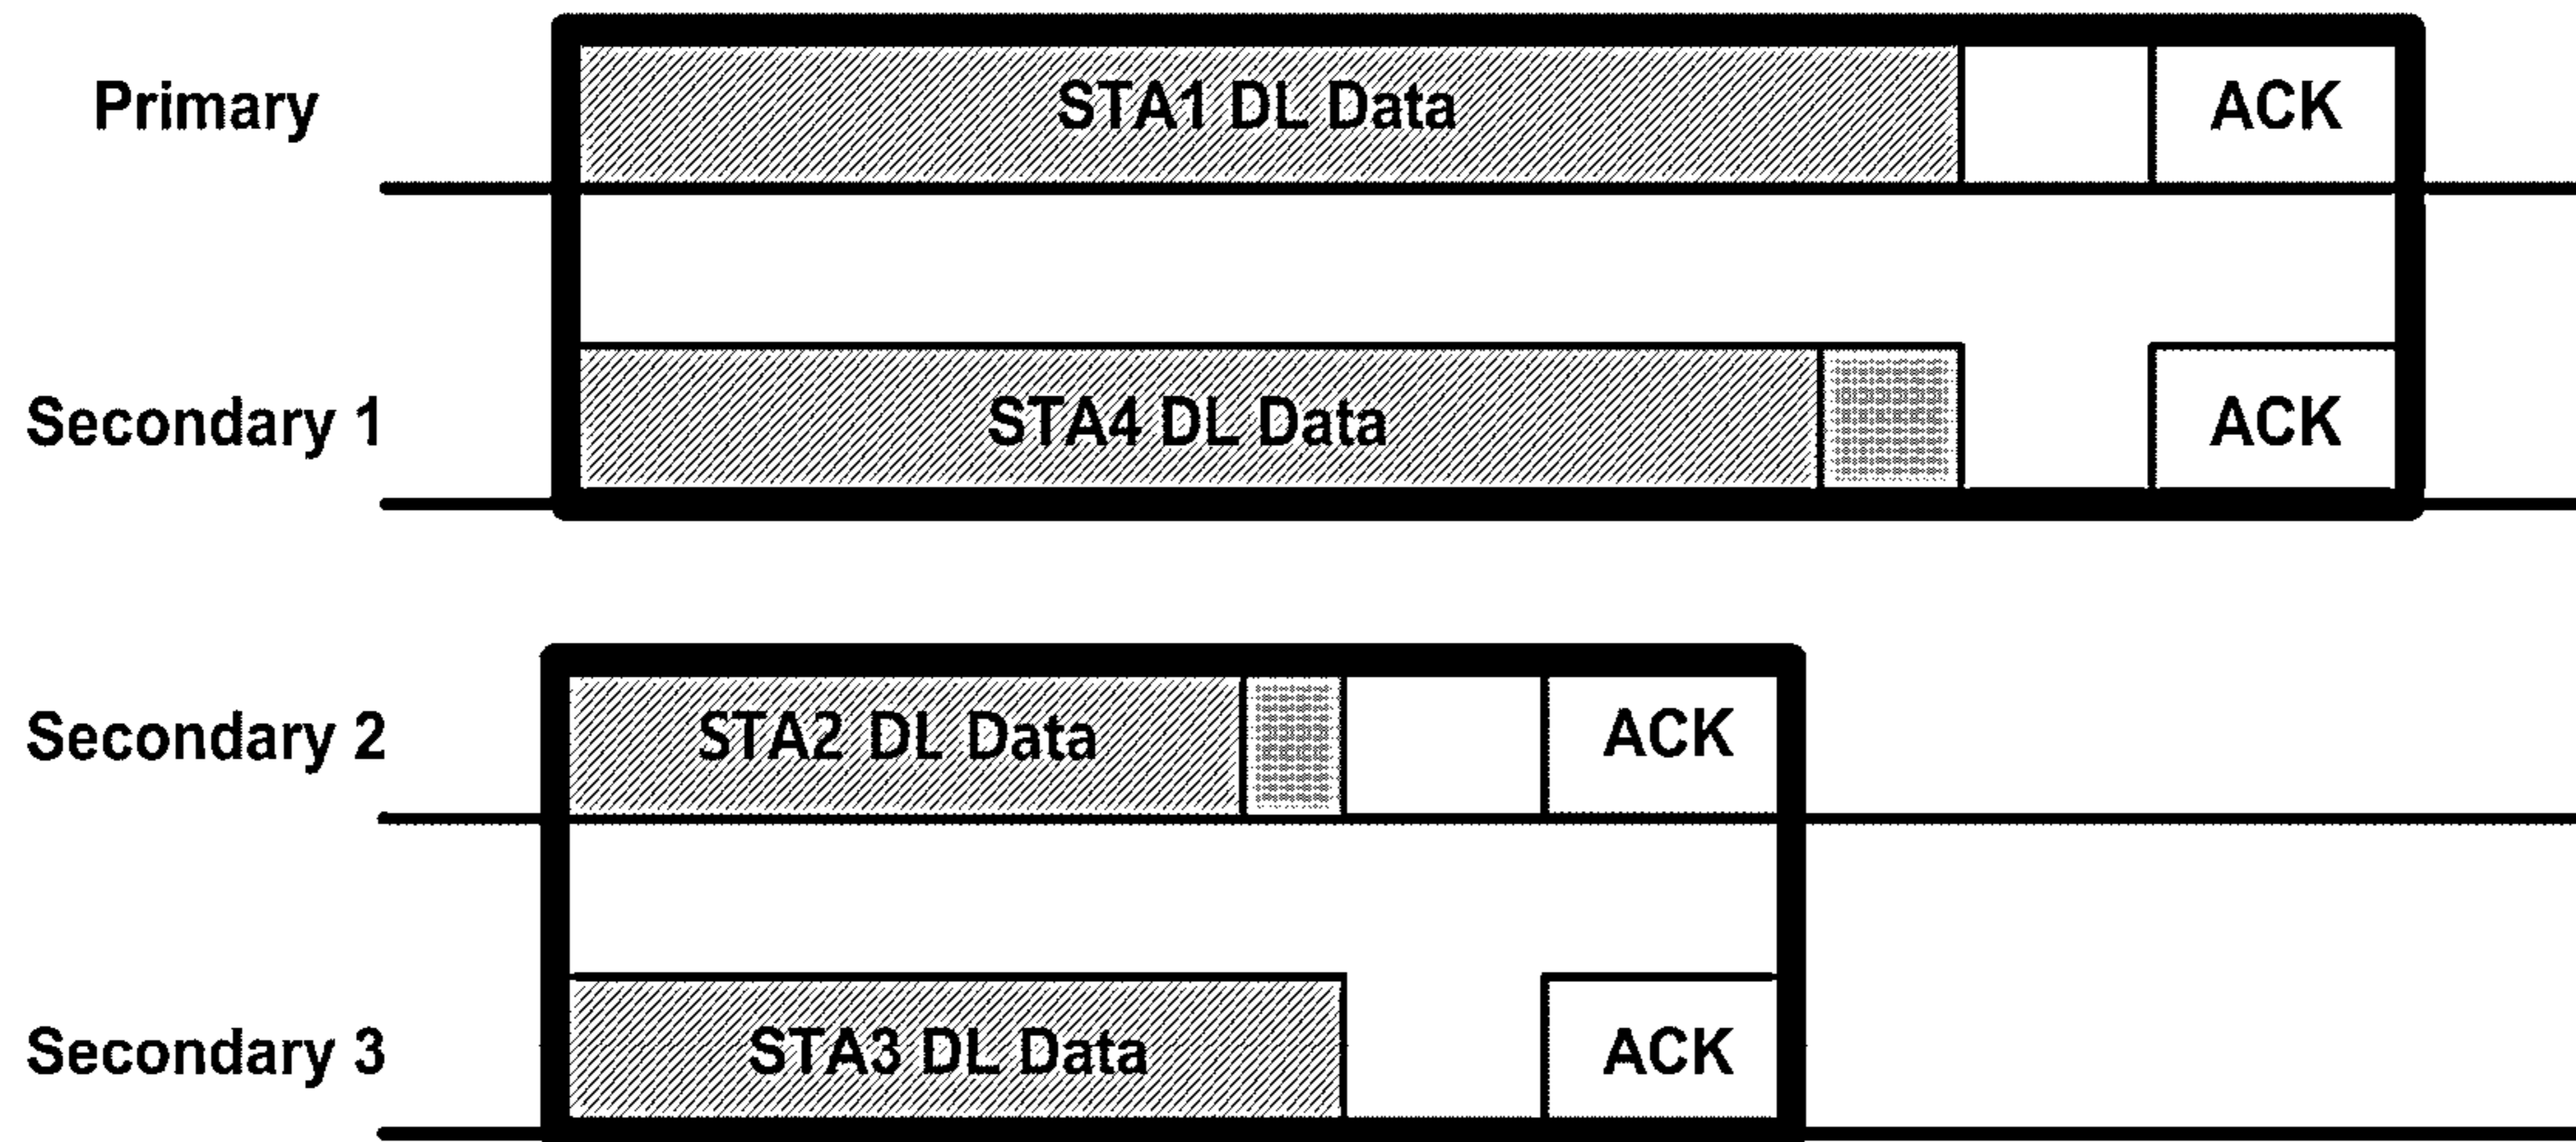 Primary
STA1 DL Data
ACK
Secondary 1
STA4 DL Data
ACK
Secondary 2
STA2 DL Data
ACK
Secondary 3
STA3 DL Data
ACK